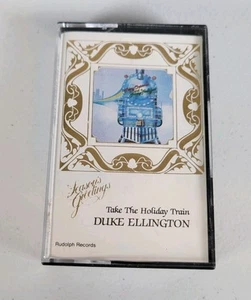 Season's
Greetings
Take The Holiday Train
DUKE ELLINGTON
Rudolph Records